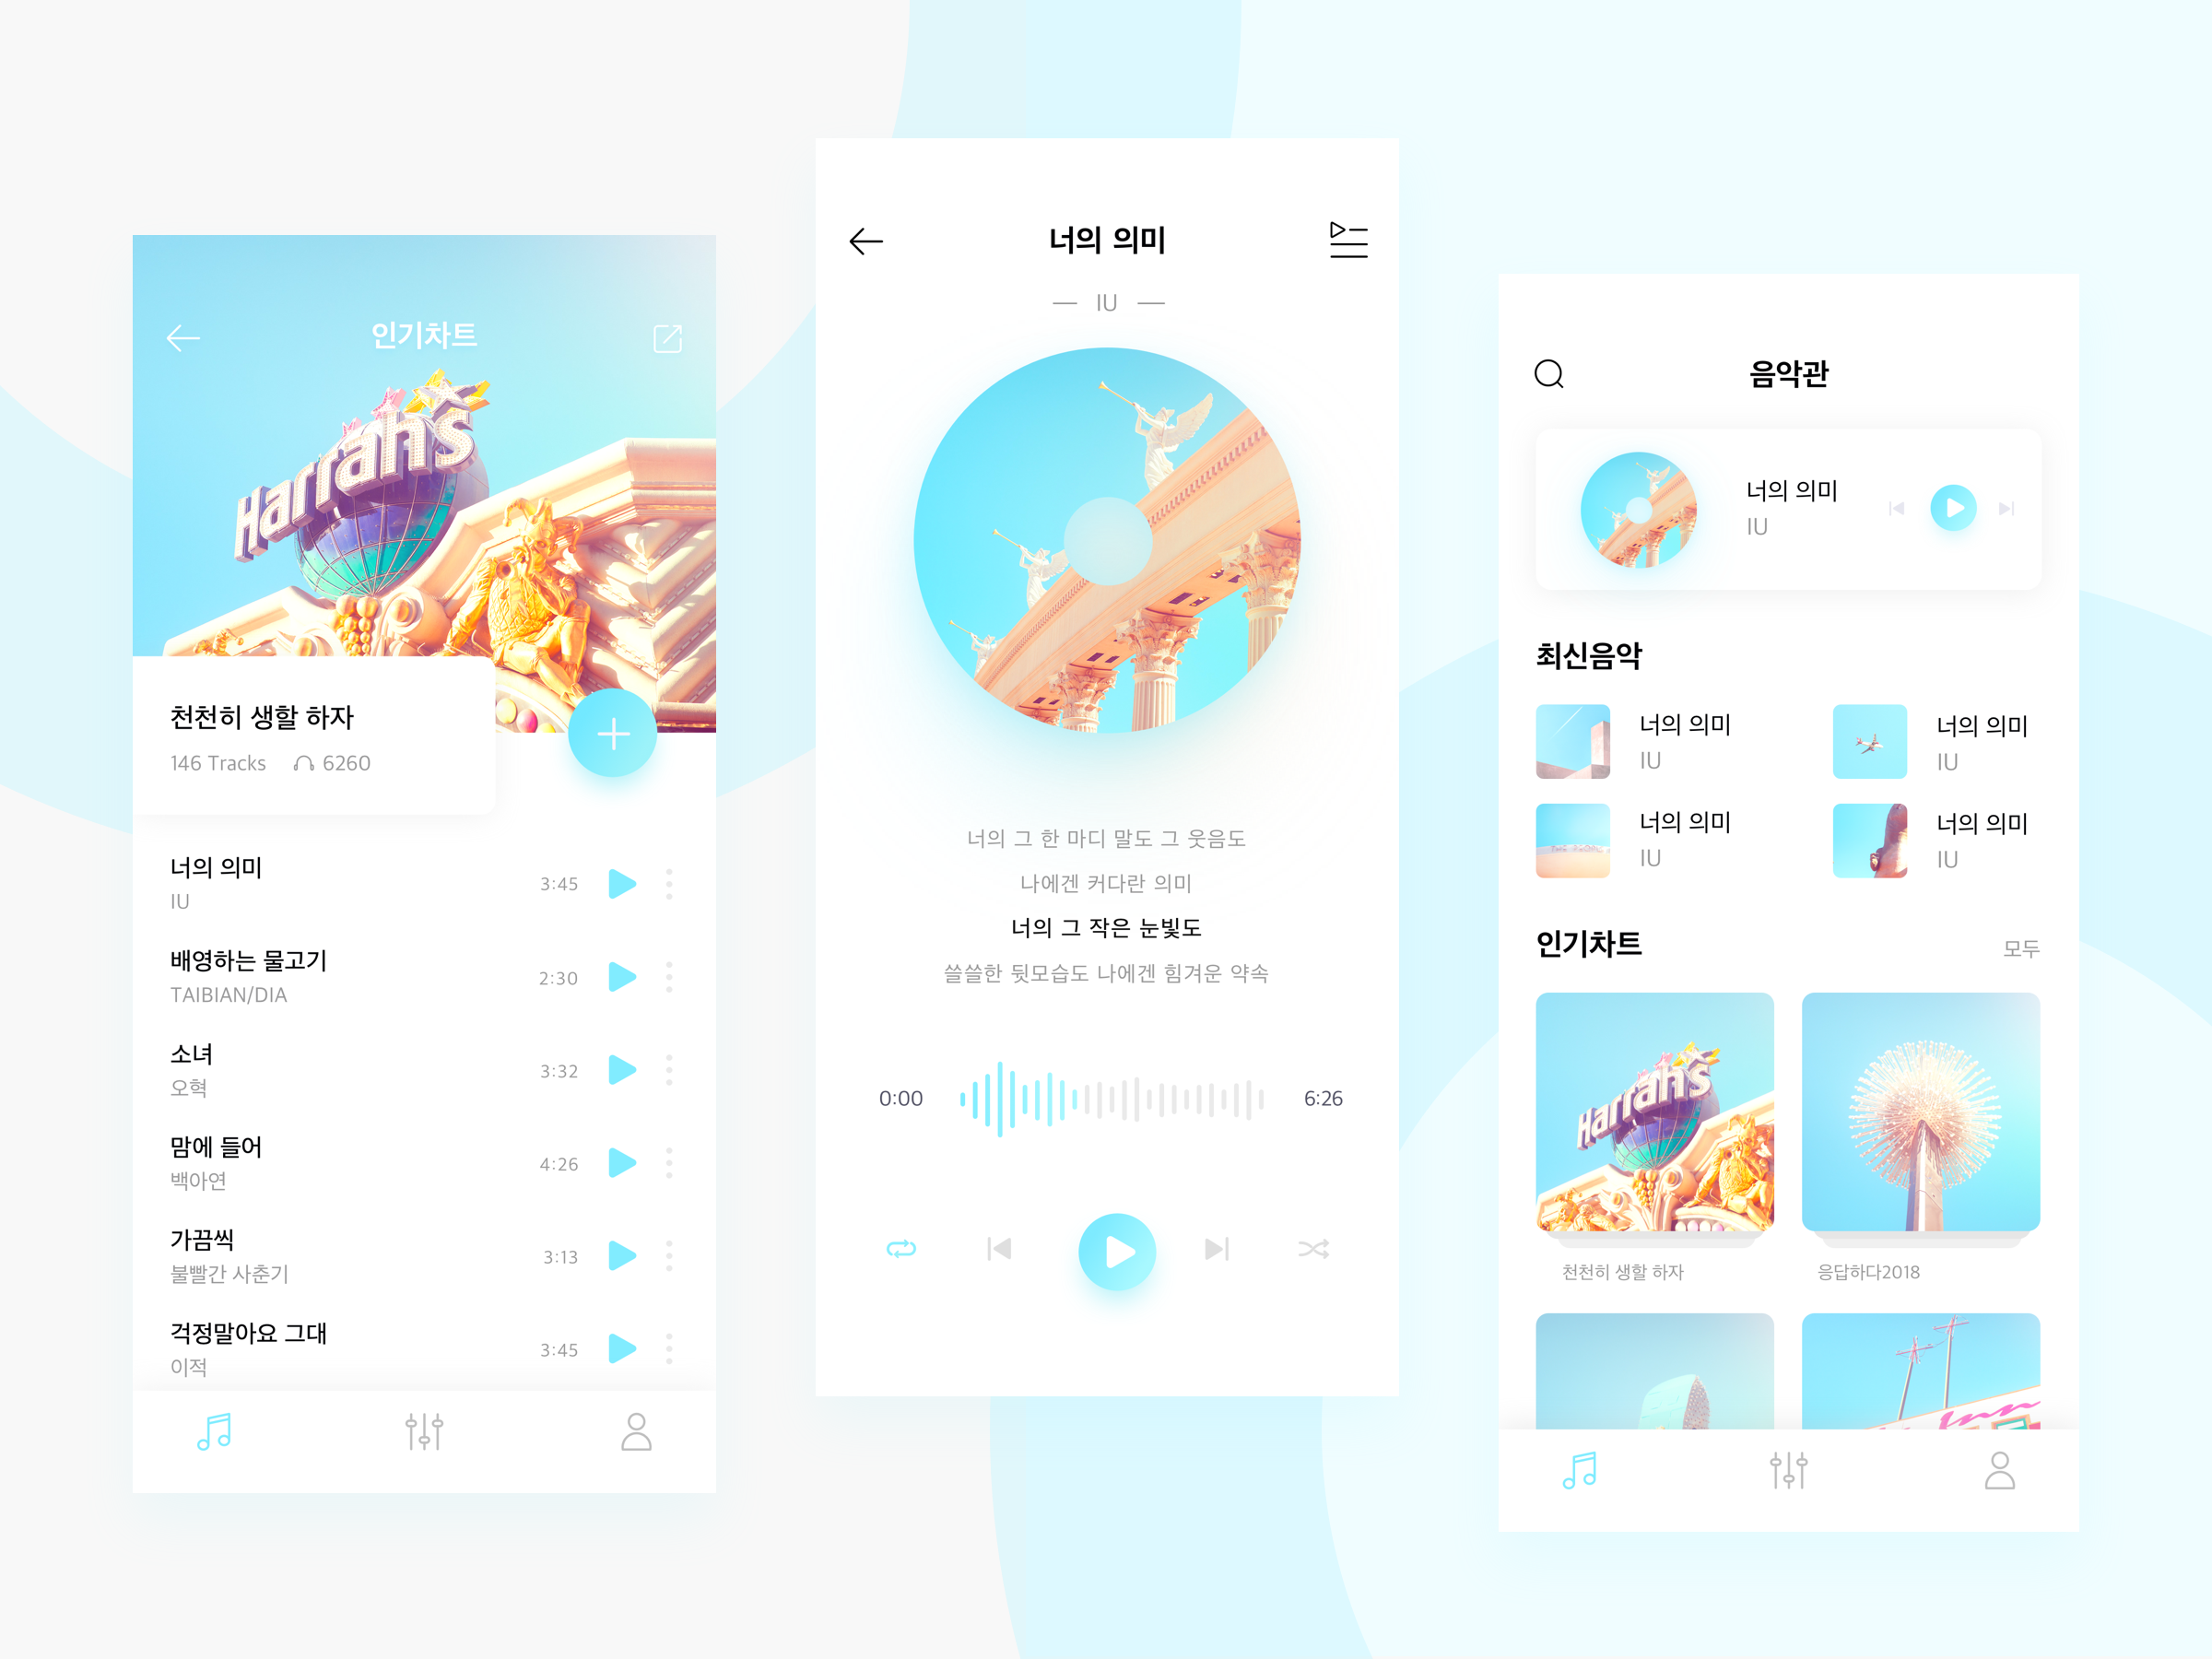 인기차트
Harrah's
천천히 생할 하자
146 Tracks 6260
너의 의미
IU
3:45
배영하는 물고기
TAIBIAN/DIA
2:30
소녀
오혁
3:32
맘에 들어
백아연
4:26
가끔씩
불빨간 사춘기
3:13
걱정말아요 그대
이적
3:45
너의 의미
IU
너의 그 한 마디 말도 그 웃음도
나에겐 커다란 의미
너의 그 작은 눈빛도
쓸쓸한 뒷모습도 나에겐 힘겨운 약속
0:00
6:26
음악관
너의 의미
IU
최신음악
너의 의미
IU
너의 의미
IU
너의 의미
IU
너의 의미
IU
인기차트
모두
Harrah's
천천히 생할 하자
응답하다2018
Inn